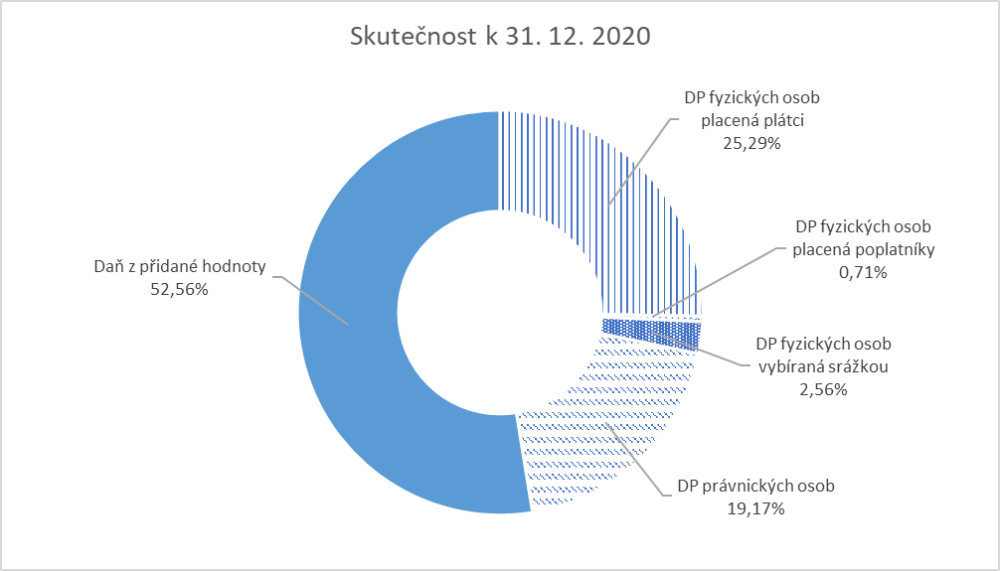 Skutečnost k 31. 12. 2020
DP fyzických osob
placená plátci
25,29%
DP fyzických osob
placená poplatníky
0,71%
DP fyzických osob
vybíraná srážkou
2,56%
DP právnických osob
19,17%
Daň z přidané hodnoty
52,56%